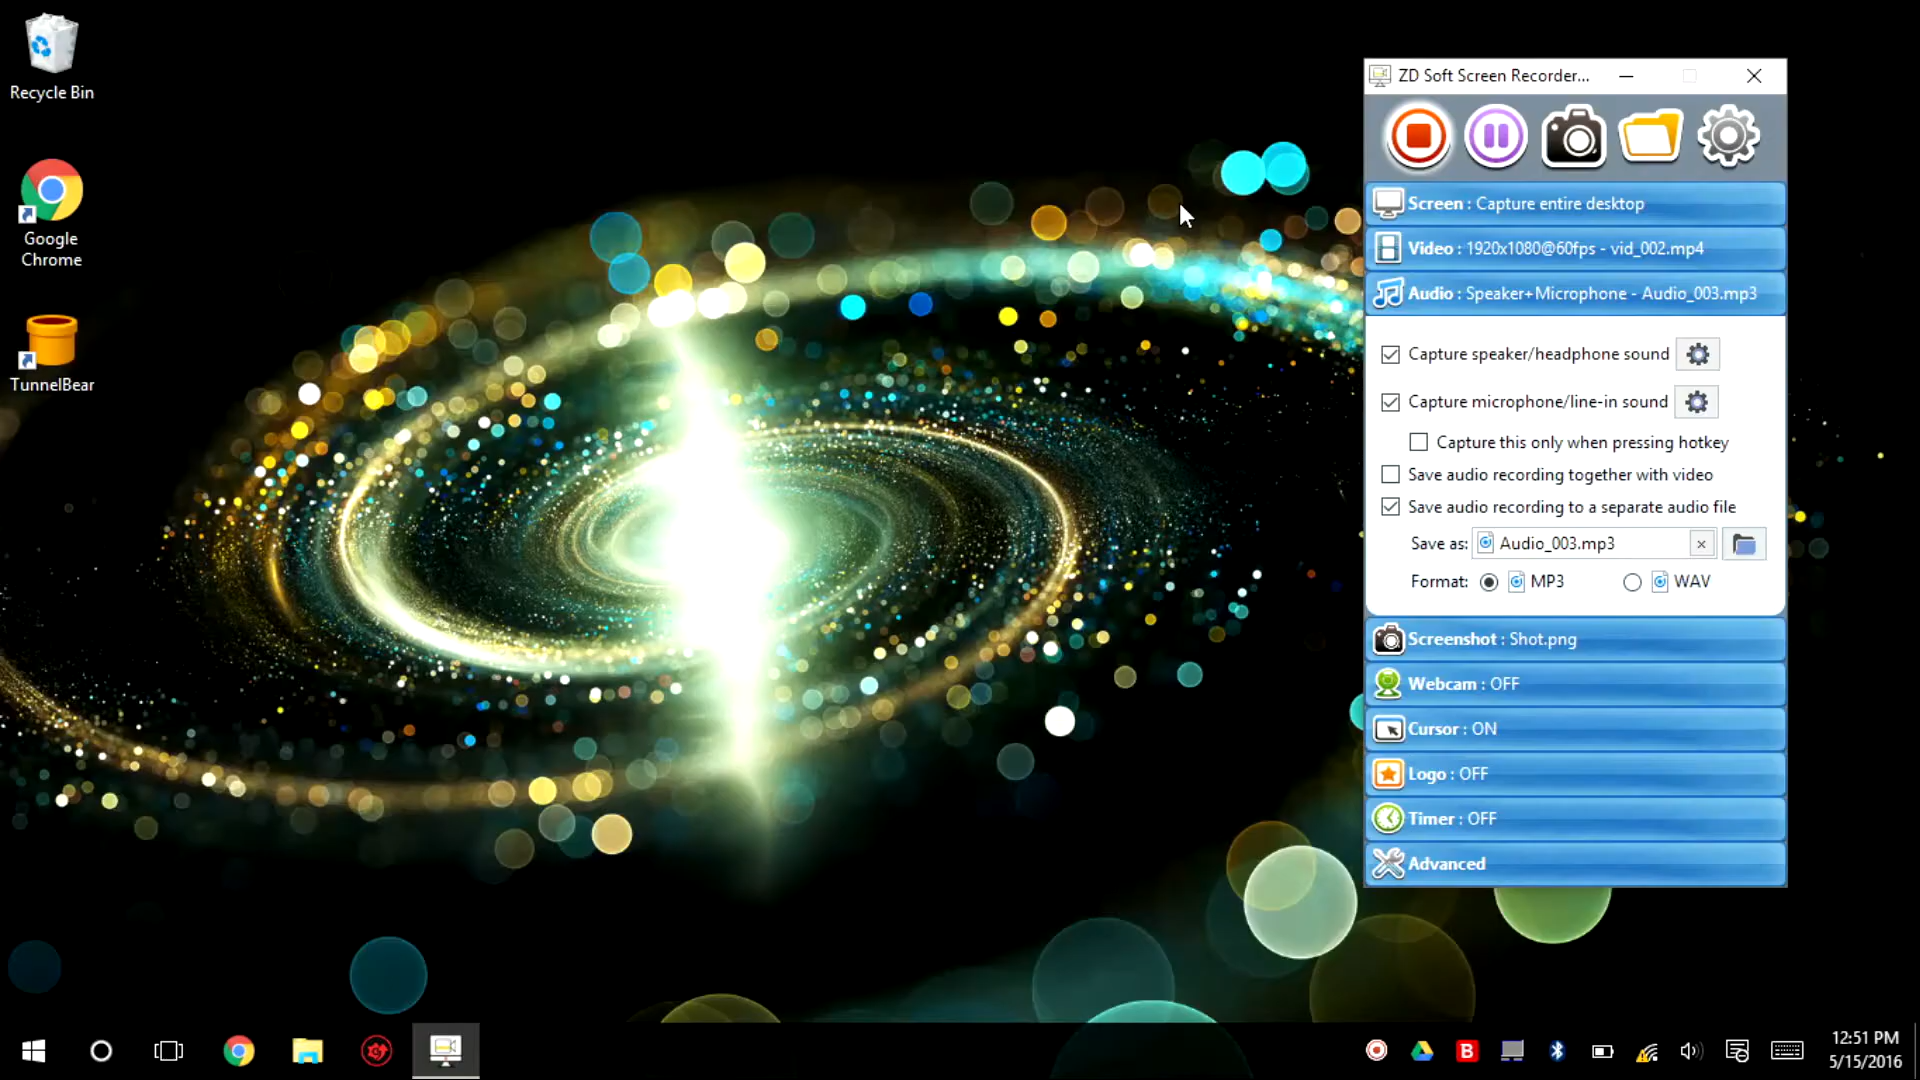 Recycle Bin
Google
Chrome
TunnelBear
ZD Soft Screen Recorder...
Screen : Capture entire desktop
Video : 1920x1080@60fps - vid_002.mp4
Audio : Speaker+Microphone - Audio_003.mp3
Capture speaker/headphone sound
Capture microphone/line-in sound
Capture this only when pressing hotkey
Save audio recording together with video
Save audio recording to a separate audio file
Save as: Audio_003.mp3
Format: MP3 WAV
Screenshot : Shot.png
Webcam : OFF
Cursor : ON
Logo : OFF
Timer : OFF
Advanced
B
12:51 PM
5/15/2016